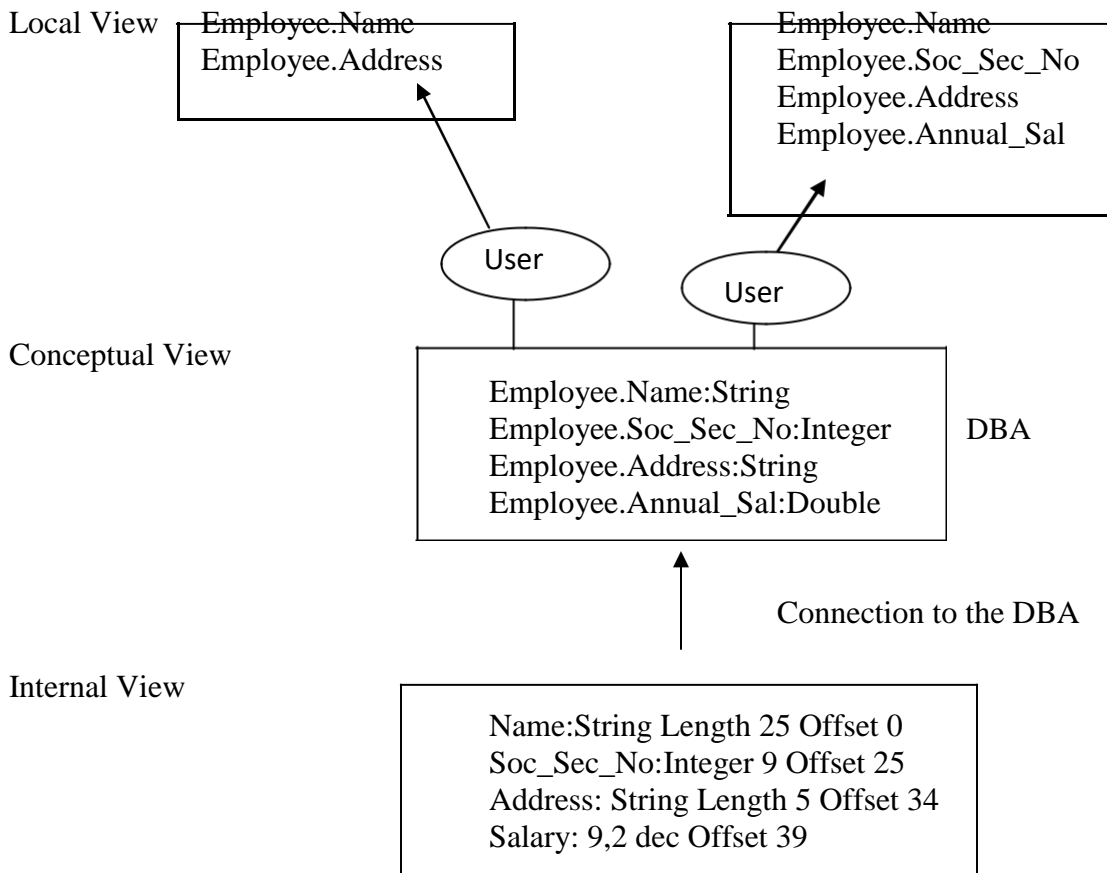 Local View
Employee.Name
Employee.Address
Employee.Name
Employee.Soc_Sec_No
Employee.Address
Employee.Annual_Sal
User
User
Conceptual View
Employee.Name:String
Employee.Soc_Sec_No:Integer
Employee.Address:String
Employee.Annual_Sal:Double
DBA
Connection to the DBA
Internal View
Name:String Length 25 Offset 0
Soc_Sec_No:Integer 9 Offset 25
Address: String Length 5 Offset 34
Salary: 9,2 dec Offset 39